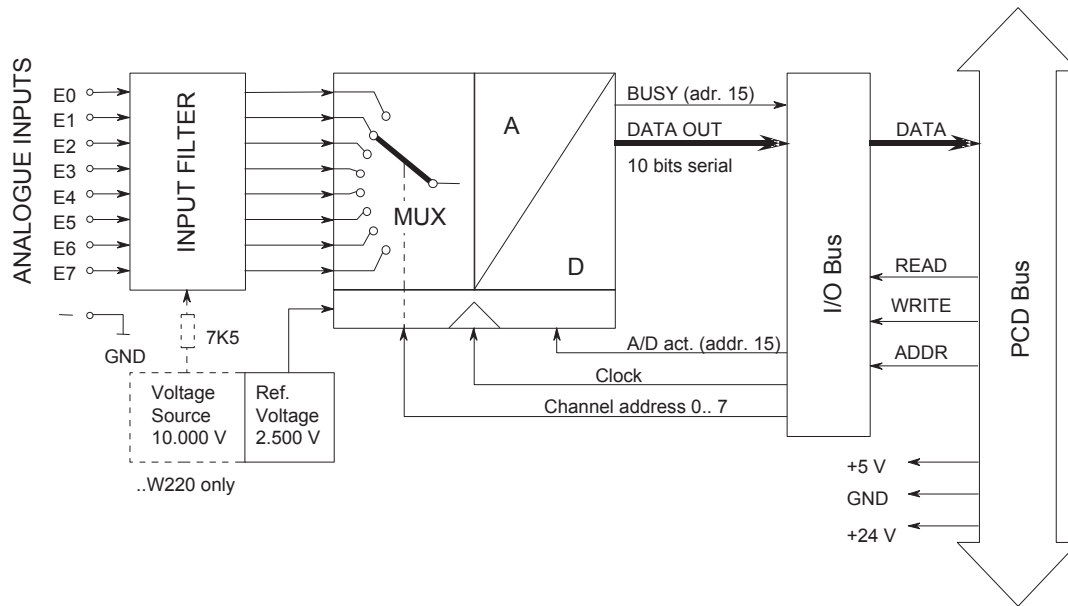 ANALOGUE INPUTS
E0
E1
E2
E3
E4
E5
E6
E7
GND
INPUT FILTER
7K5
Voltage
Source
10.000 V
..W220 only
Ref.
Voltage
2.500 V
MUX
A
D
BUSY (adr. 15)
DATA OUT
10 bits serial
A/D act. (addr. 15)
Clock
Channel address 0.. 7
I/O Bus
DATA
READ
WRITE
ADDR
+5 V
GND
+24 V
PCD Bus